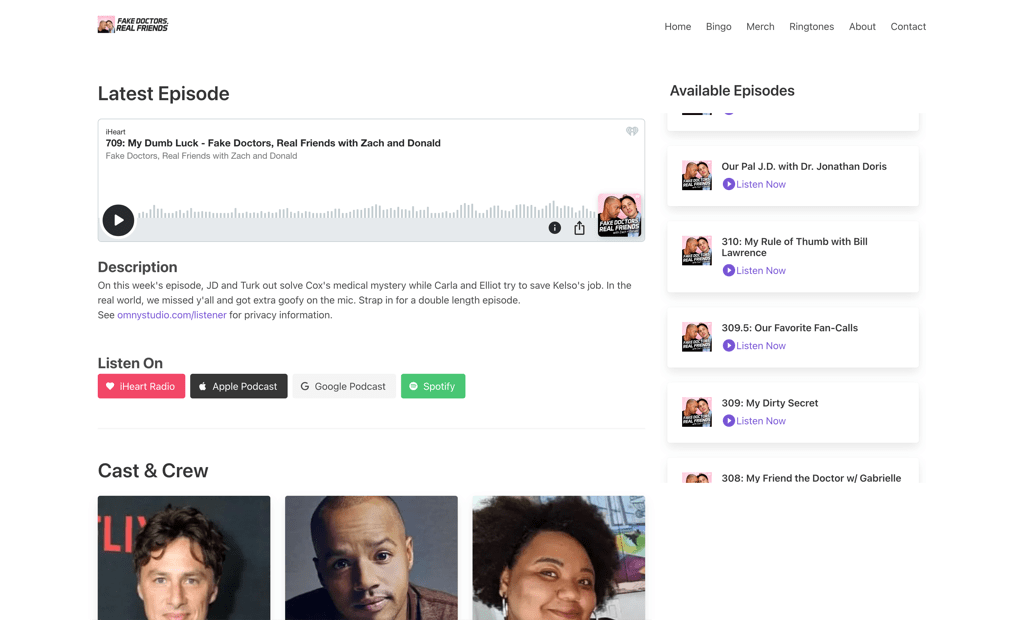 FAKE DOCTORS,
REAL FRIENDS
Home
Bingo
Merch
Ringtones
About
Contact
Latest Episode
iHeart
709: My Dumb Luck - Fake Doctors, Real Friends with Zach and Donald
Fake Doctors, Real Friends with Zach and Donald
FAKE DOCTORS,
REAL FRIENDS
Description
On this week's episode, JD and Turk out solve Cox's medical mystery while Carla and Elliot try to save Kelso's job. In the
real world, we missed y'all and got extra goofy on the mic. Strap in for a double length episode.
See omnystudio.com/listener for privacy information.
Listen On
iHeart Radio
Apple Podcast
Google Podcast
Spotify
Cast & Crew
Available Episodes
Our Pal J.D. with Dr. Jonathan Doris
Listen Now
310: My Rule of Thumb with Bill
Lawrence
Listen Now
309.5: Our Favorite Fan-Calls
Listen Now
309: My Dirty Secret
Listen Now
308: My Friend the Doctor w/ Gabrielle